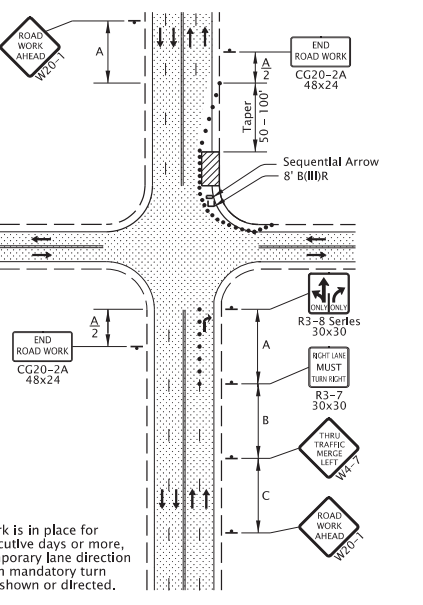 ROAD
WORK
AHEAD
W20-1
A
A
2
END
ROAD WORK
CG20-2A
48x24
Taper
50 - 100'
Sequential Arrow
8' B(III)R
A
2
END
ROAD WORK
CG20-2A
48x24
ONLY ONLY
R3-8 Series
30x30
A
RIGHT LANE
MUST
TURN RIGHT
R3-7
30x30
B
THRU
TRAFFIC
MERGE
LEFT
W4-7
C
ROAD
WORK
AHEAD
W20-1
rk is in place for
cutive days or more,
porary lane direction
n mandatory turn
shown or directed.